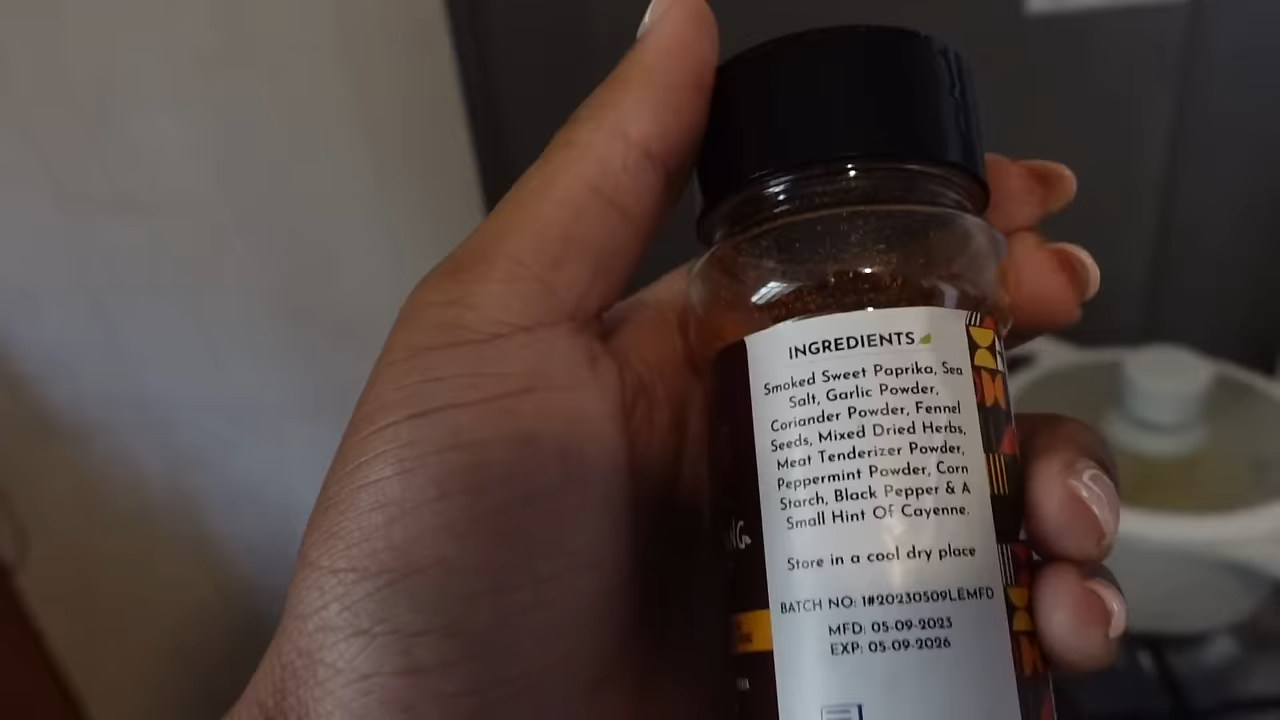 INGREDIENTS
Smoked Sweet Paprika, Sea
Salt, Garlic Powder,
Coriander Powder, Fennel
Seeds, Mixed Dried Herbs,
Meat Tenderizer Powder,
Peppermint Powder, Corn
Starch, Black Pepper & A
Small Hint Of Cayenne.
Store in a cool dry place
BATCH NO: 1#20230509LEMFD
MFD: 05-09-2023
EXP: 05-09-2026